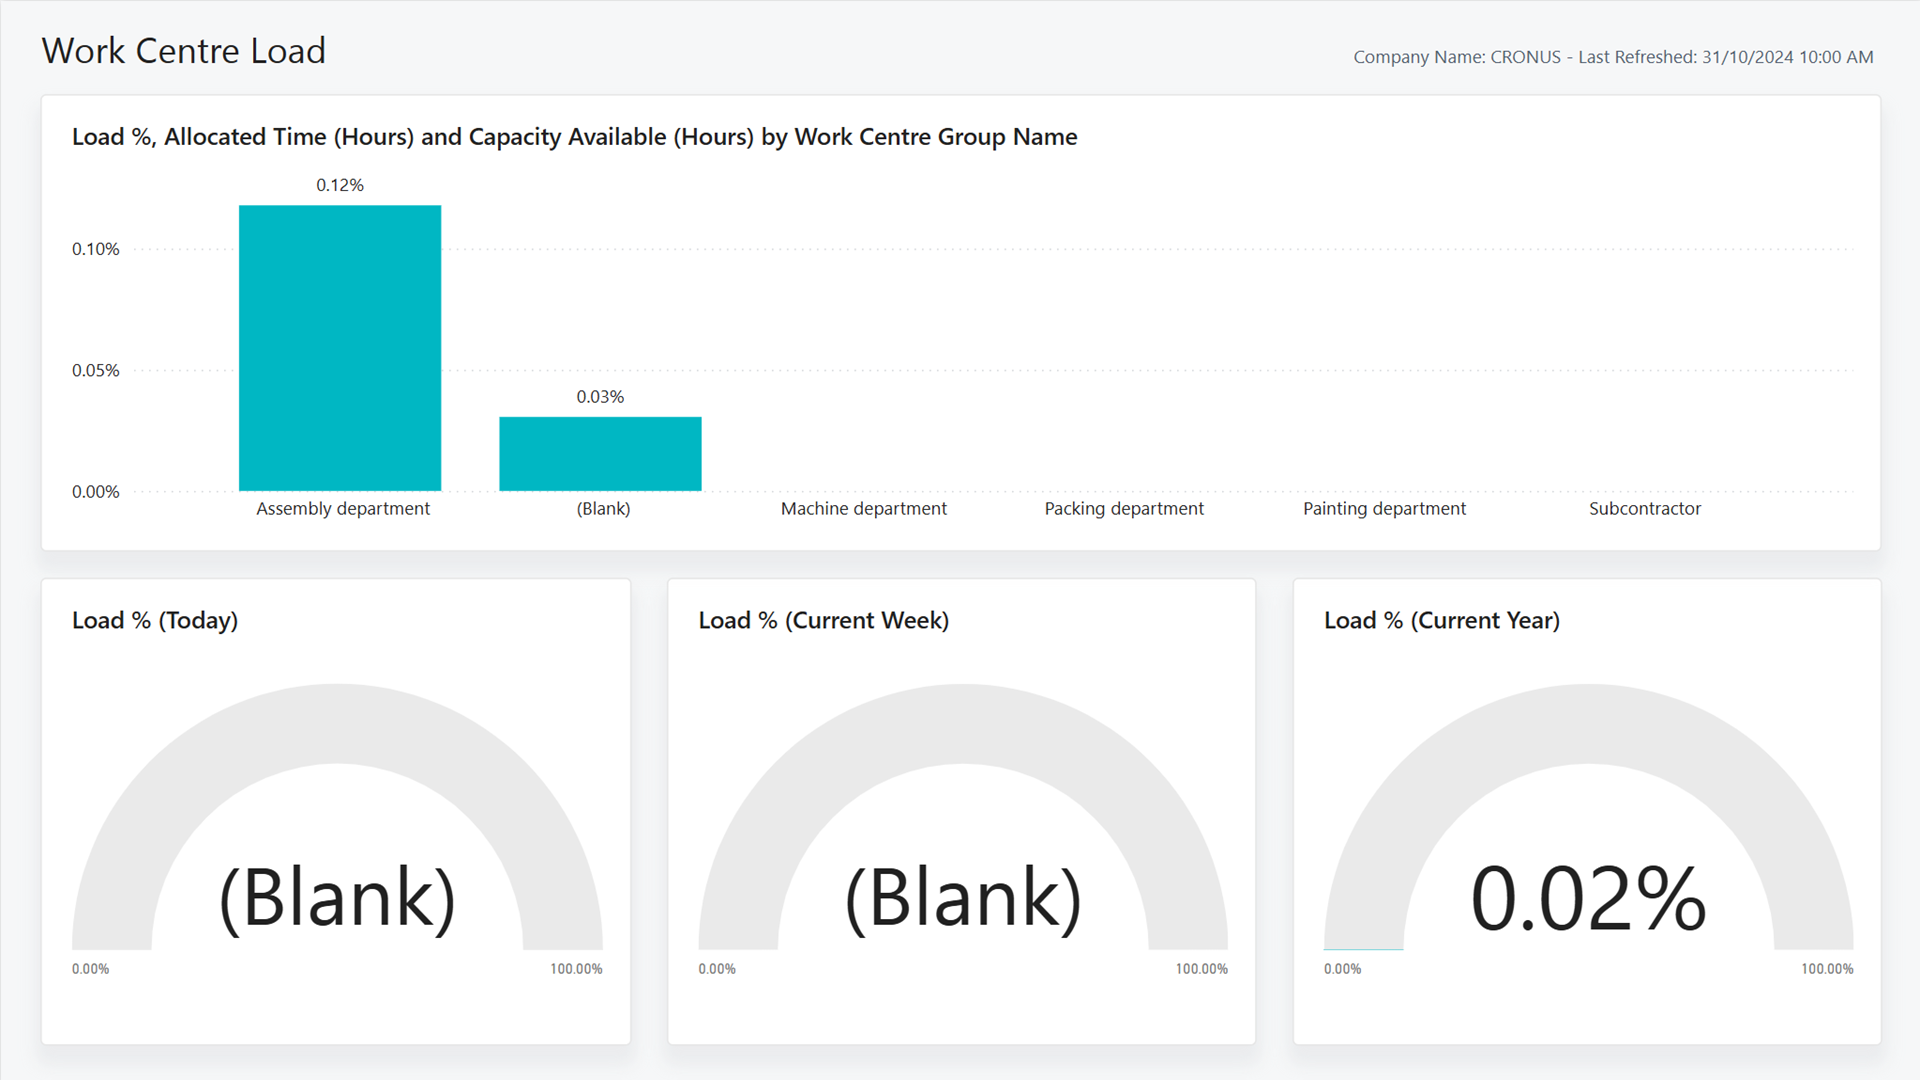 Work Centre Load
Company Name: CRONUS - Last Refreshed: 31/10/2024 10:00 AM
Load %, Allocated Time (Hours) and Capacity Available (Hours) by Work Centre Group Name
0.12%
0.10%
0.05%
0.03%
0.00%
Assembly department
(Blank)
Machine department
Packing department
Painting department
Subcontractor
Load % (Today)
(Blank)
0.00%
100.00%
Load % (Current Week)
(Blank)
0.00%
100.00%
Load % (Current Year)
0.02%
0.00%
100.00%